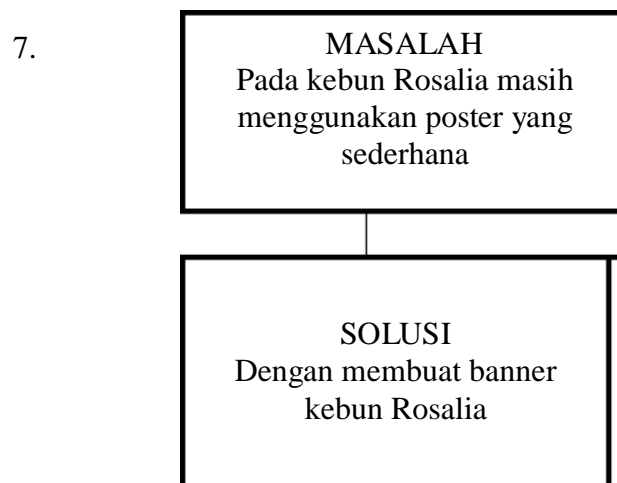 7.
MASALAH
Pada kebun Rosalia masih
menggunakan poster yang
sederhana
SOLUSI
Dengan membuat banner
kebun Rosalia